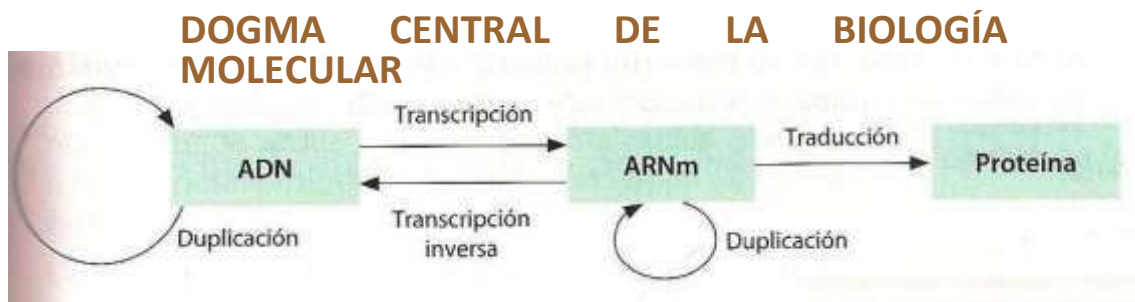 DOGMA CENTRAL DE LA BIOLOGÍA
MOLECULAR
Transcripción
Traducción
ADN
ARNm
Proteína
Transcripción
inversa
Duplicación
Duplicación